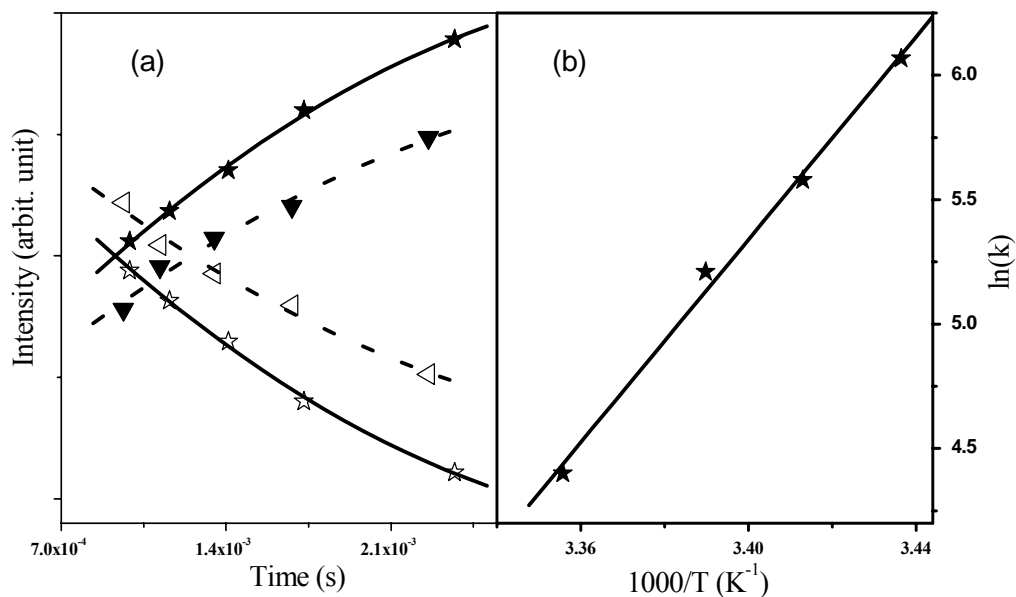 (a)
Intensity (arbit. unit)
7.0x10⁻⁴
1.4x10⁻³
2.1x10⁻³
Time (s)
(b)
6.0
5.5
5.0
4.5
ln(k)
3.36
3.40
3.44
1000/T (K⁻¹)